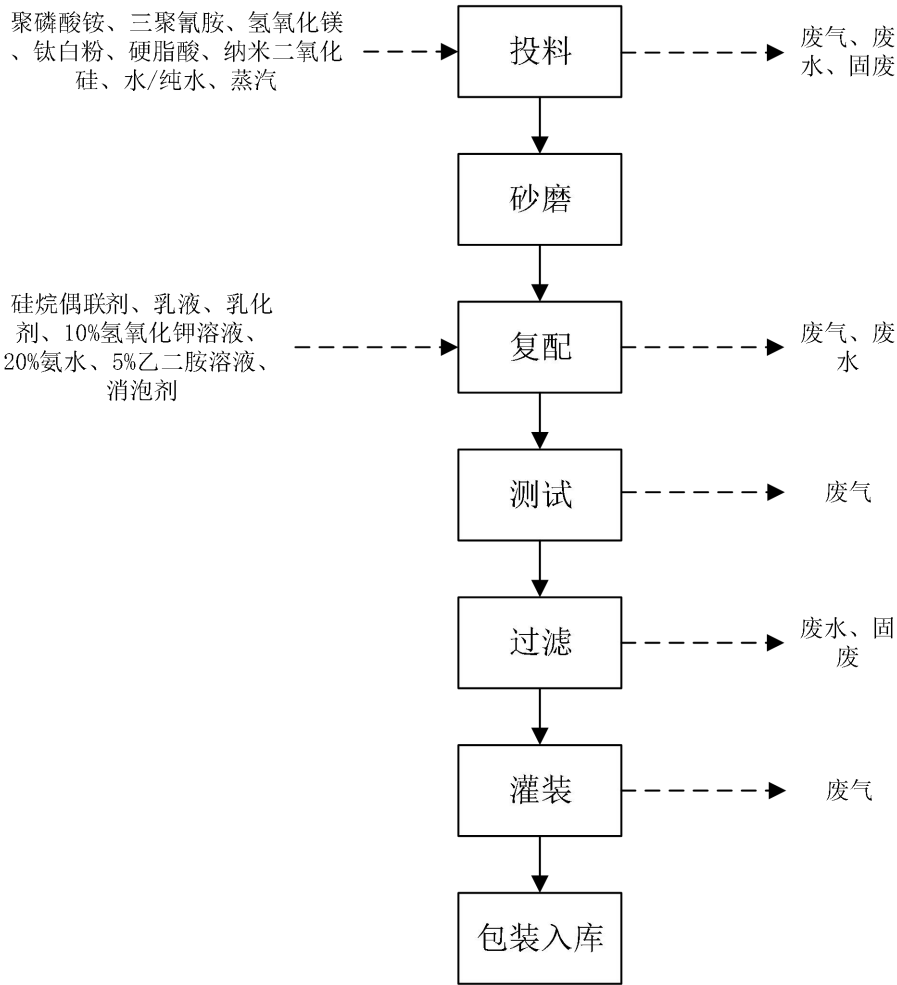 聚磷酸铵、三聚氰胺、氢氧化镁
、钛白粉、硬脂酸、纳米二氧化
硅、水/纯水、蒸汽
投料
废气、废
水、固废
砂磨
硅烷偶联剂、乳液、乳化
剂、10%氢氧化钾溶液、
20%氨水、5%乙二胺溶液、
消泡剂
复配
废气、废
水
测试
废气
过滤
废水、固
废
灌装
废气
包装入库